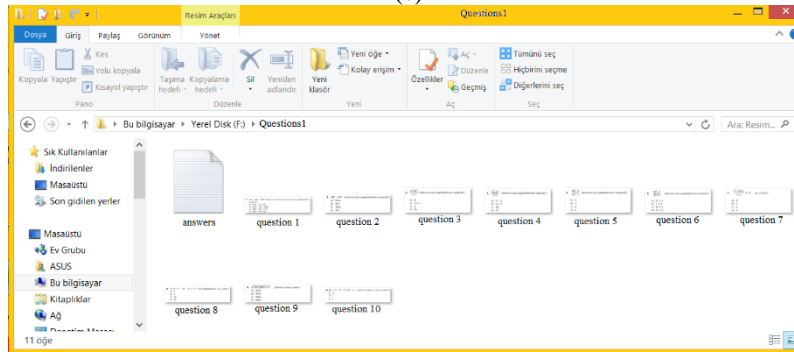 Resim Araçları
Questions1
Dosya Giriş Paylaş Görünüm Yönet
Kopyala Yapıştır
Kes
Yolu kopyala
Kısayol yapıştır
Pano
Taşıma hedefi
Kopyalama hedefi
Sil
Yeniden adlandır
Düzenle
Yeni klasör
Yeni öğe
Kolay erişim
Yeni
Özellikler
Aç
Düzenle
Geçmiş
Aç
Tümünü seç
Hiçbirini seçme
Diğerlerini seç
Seç
Bu bilgisayar Yerel Disk (F:) Questions1
Ara: Resim...
Sık Kullanılanlar
İndirilenler
Masaüstü
Son gidilen yerler
Masaüstü
Ev Grubu
ASUS
Bu bilgisayar
Kitaplıklar
Ağ
answers question 1 question 2 question 3 question 4 question 5 question 6 question 7
question 8 question 9 question 10
11 öğe